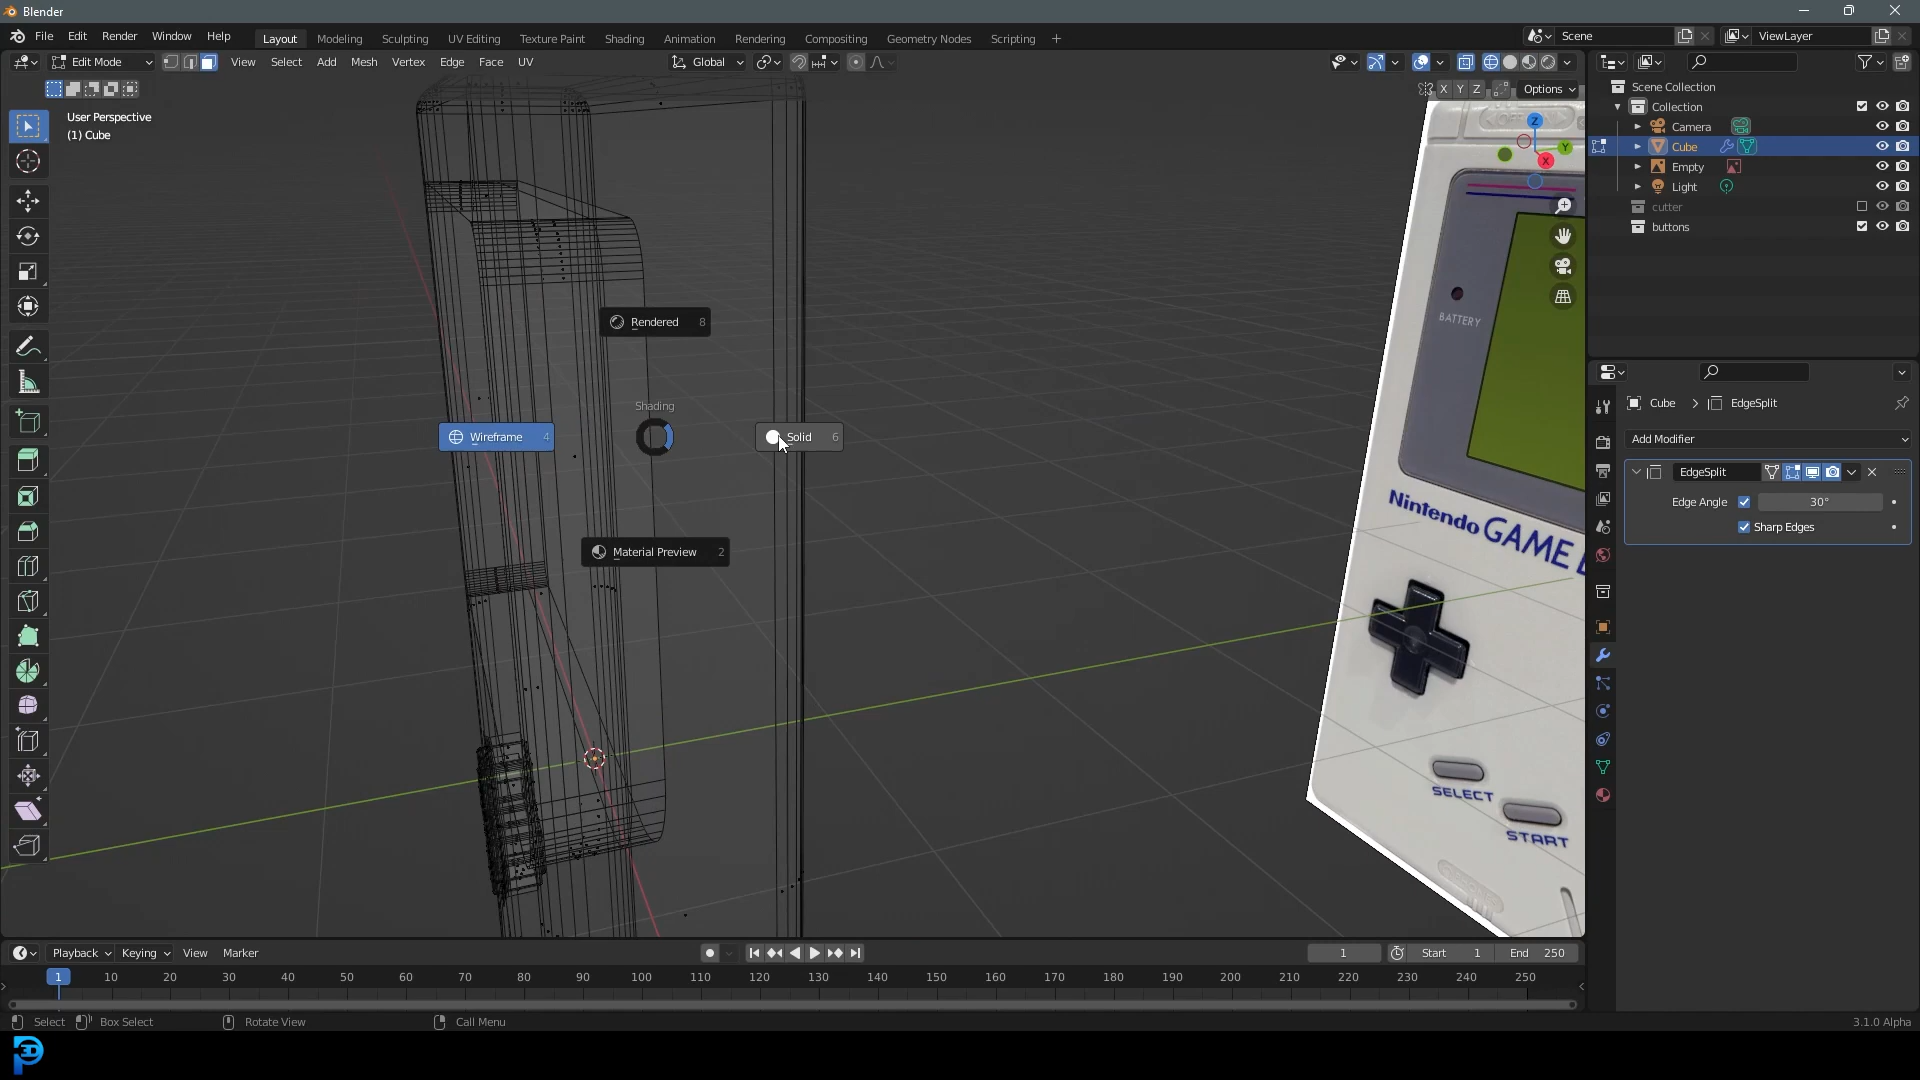 Blender
File Edit Render Window Help
Layout Modeling Sculpting UV Editing Texture Paint Shading Animation Rendering Compositing Geometry Nodes Scripting +
Scene
ViewLayer
Edit Mode
View Select Add Mesh Vertex Edge Face UV
Global
X Y Z
Options
User Perspective
(1) Cube
Z
Y
X
Rendered 8
Shading
Wireframe 4
Solid 6
Material Preview 2
BATTERY
Nintendo GAME
SELECT
START
Scene Collection
Collection
Camera
Cube
Empty
Light
cutter
buttons
Cube > EdgeSplit
Add Modifier
EdgeSplit
Edge Angle 30°
Sharp Edges
Playback Keying View Marker
1
Start 1
End 250
1 10 20 30 40 50 60 70 80 90 100 110 120 130 140 150 160 170 180 190 200 210 220 230 240 250
Select Box Select Rotate View Call Menu
3.1.0 Alpha